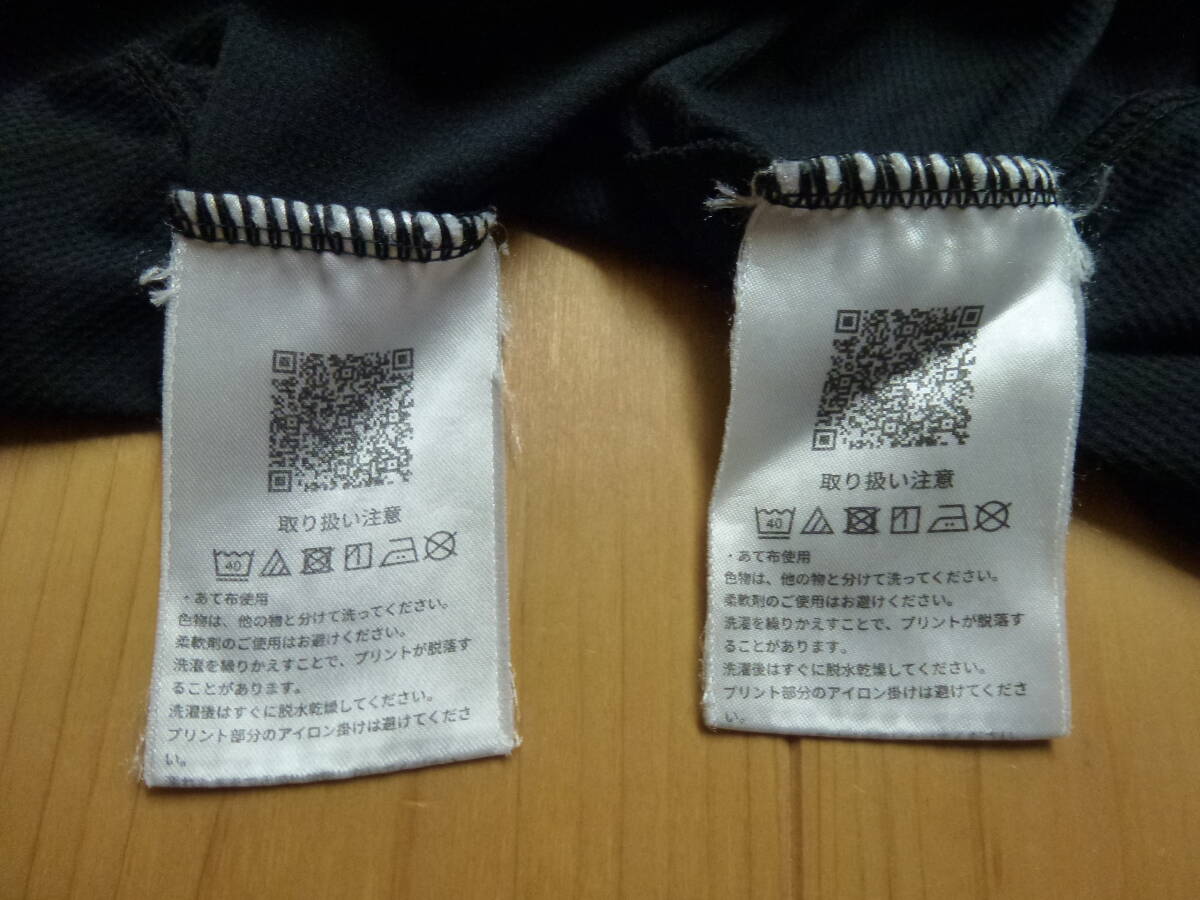 取り扱い注意
40
・あて布使用
色物は、他の物と分けて洗ってください。
柔軟剤のご使用はお避けください。
洗濯を繰りかえすことで、プリントが脱落す
ることがあります。
洗濯後はすぐに脱水乾燥してください。
プリント部分のアイロン掛けは避けてくださ
い。
取り扱い注意
40
・あて布使用
色物は、他の物と分けて洗ってください。
柔軟剤のご使用はお避けください。
洗濯を繰りかえすことで、プリントが脱落す
ることがあります。
洗濯後はすぐに脱水乾燥してください。
プリント部分のアイロン掛けは避けてくださ
い。